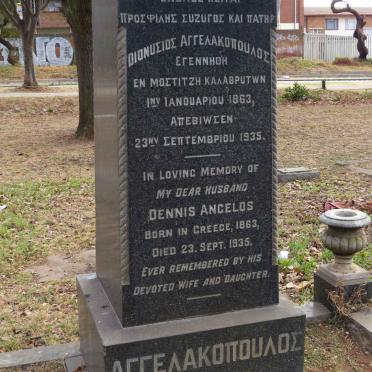 ΠΡΟΣΦΙΛΗΣ ΣΥΖΥΓΟΣ ΚΑΙ ΠΑΤΗΡ
ΔΙΟΝΥΣΙΟΣ ΑΓΓΕΛΑΚΟΠΟΥΛΟΣ
ΕΓΕΝΝΗΘΗ
ΕΝ ΜΟΣΤΙΤΖΗ ΚΑΛΑΒΡΥΤΩΝ
1ΗΝ ΙΑΝΟΥΑΡΙΟΥ 1863,
ΑΠΕΒΙΩΣΕΝ
23ΗΝ ΣΕΠΤΕΜΒΡΙΟΥ 1935.
IN LOVING MEMORY OF
MY DEAR HUSBAND
DENNIS ANGELOS
BORN IN GREECE, 1863,
DIED 23. SEPT. 1935.
EVER REMEMBERED BY HIS
DEVOTED WIFE AND DAUGHTER.
ΑΓΓΕΛΑΚΟΠΟΥΛΟΣ